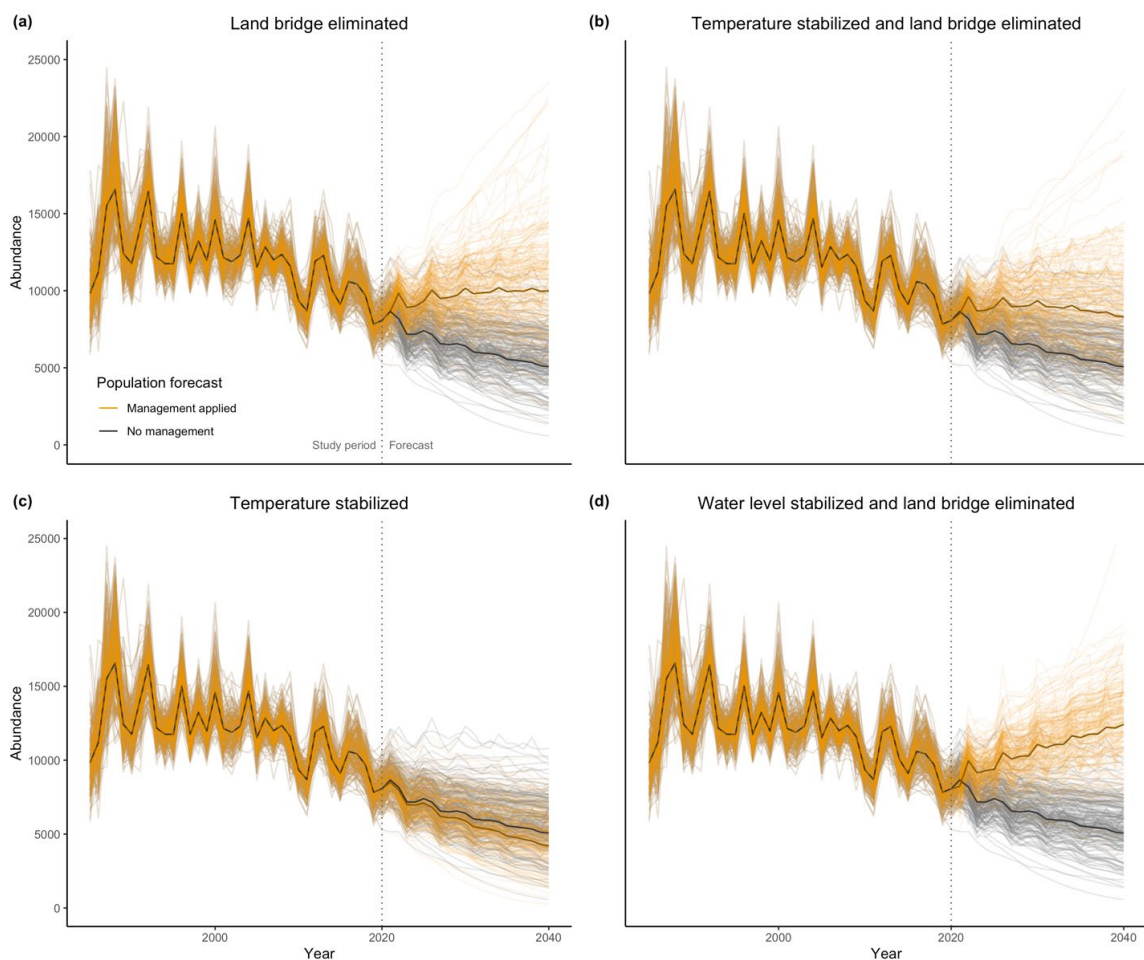 (a) Land bridge eliminated
25000
20000
15000
10000
5000
0
Abundance
Population forecast
Management applied
No management
Study period
Forecast
(b) Temperature stabilized and land bridge eliminated
(c) Temperature stabilized
25000
20000
15000
10000
5000
0
Abundance
2000
2020
2040
Year
(d) Water level stabilized and land bridge eliminated
2000
2020
2040
Year